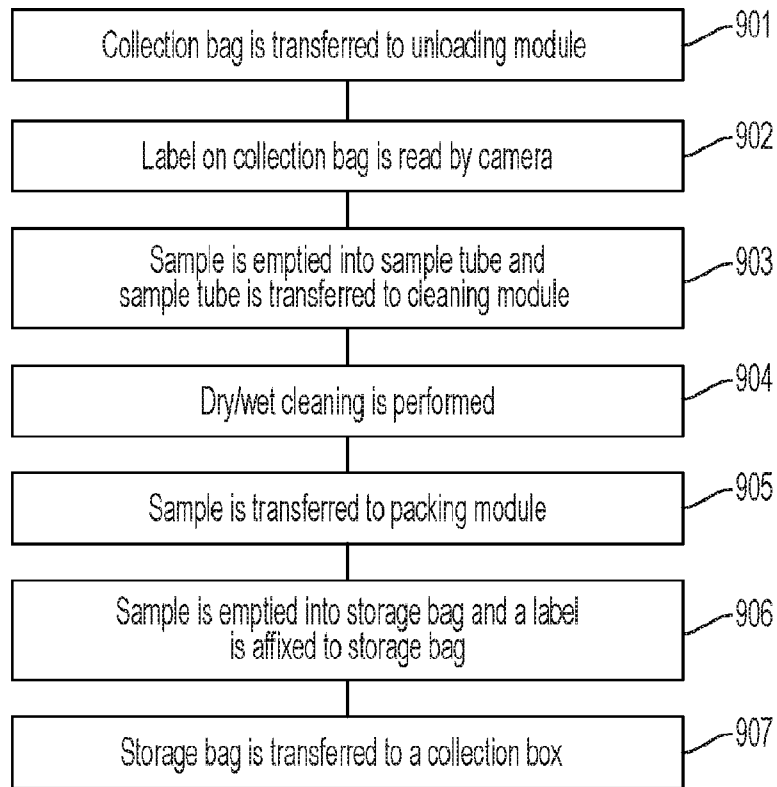 Collection bag is transferred to unloading module
901
Label on collection bag is read by camera
902
Sample is emptied into sample tube and
sample tube is transferred to cleaning module
903
Dry/wet cleaning is performed
904
Sample is transferred to packing module
905
Sample is emptied into storage bag and a label
is affixed to storage bag
906
Storage bag is transferred to a collection box
907